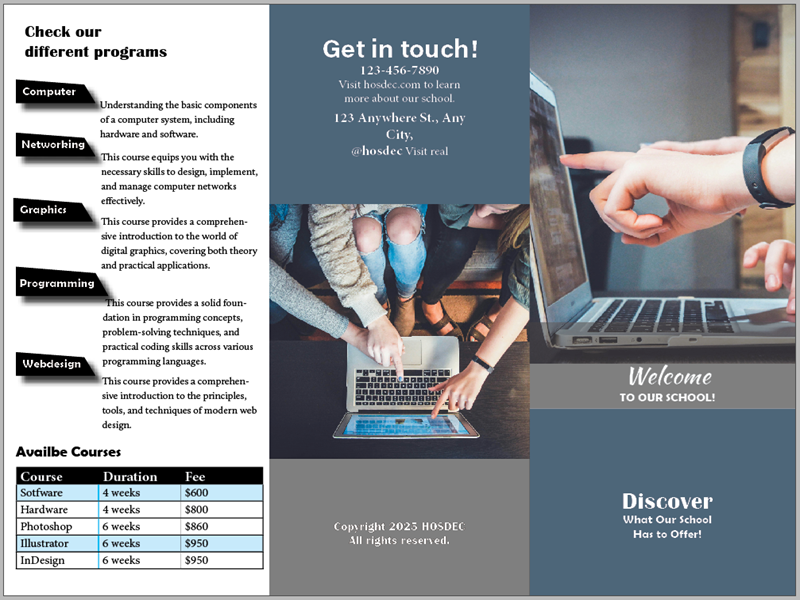 Check our
different programs
Computer
Understanding the basic components
of a computer system, including
hardware and software.
Networking
This course equips you with the
necessary skills to design, implement,
and manage computer networks
effectively.
Graphics
This course provides a comprehen-
sive introduction to the world of
digital graphics, covering both theory
and practical applications.
Programming
This course provides a solid foun-
dation in programming concepts,
problem-solving techniques, and
practical coding skills across various
programming languages.
Webdesign
This course provides a comprehen-
sive introduction to the principles,
tools, and techniques of modern web
design.
Availbe Courses
Course Duration Fee
Sotfware 4 weeks $600
Hardware 4 weeks $800
Photoshop 6 weeks $860
Illustrator 6 weeks $950
InDesign 6 weeks $950
Get in touch!
123-456-7890
Visit hosdec.com to learn
more about our school.
123 Anywhere St., Any
City,
@hosdec Visit real
Copyright 2023 HOSDEC
All rights reserved.
Welcome
TO OUR SCHOOL!
Discover
What Our School
Has to Offer!